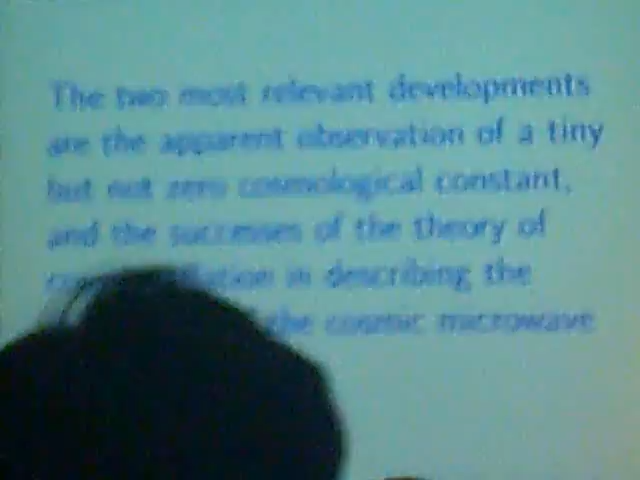 The two most relevant developments
are the apparent observation of a tiny
but not zero cosmological constant,
and the successes of the theory of
in describing the
the cosmic microwave